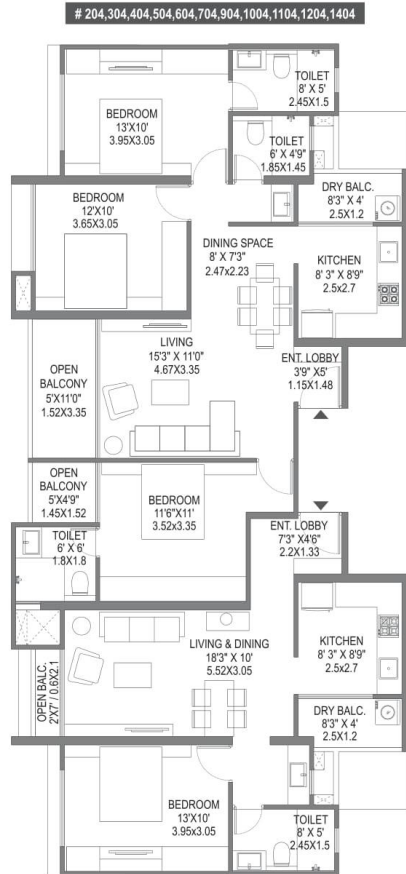 # 204,304,404,504,604,704,904,1004,1104,1204,1404
BEDROOM
13'X10'
3.95X3.05
TOILET
8' X 5'
2.45X1.5
TOILET
6' X 4'9"
1.85X1.45
BEDROOM
12'X10'
3.65X3.05
DRY BALC.
8'3" X 4'
2.5X1.2
DINING SPACE
8' X 7'3"
2.47x2.23
KITCHEN
8' 3" X 8'9"
2.5x2.7
LIVING
15'3" X 11'0"
4.67X3.35
ENT. LOBBY
3'9" X5'
1.15X1.48
OPEN
BALCONY
5'X11'0"
1.52X3.35
OPEN
BALCONY
5'X4'9"
1.45X1.52
BEDROOM
11'6"X11'
3.52x3.35
TOILET
6' X 6'
1.8X1.8
ENT. LOBBY
7'3" X4'6"
2.2X1.33
LIVING & DINING
18'3" X 10'
5.52X3.05
KITCHEN
8' 3" X 8'9"
2.5x2.7
OPEN BALC.
2'X7' / 0.6X2.1
DRY BALC.
8'3" X 4'
2.5X1.2
BEDROOM
13'X10'
3.95x3.05
TOILET
8' X 5'
2.45X1.5